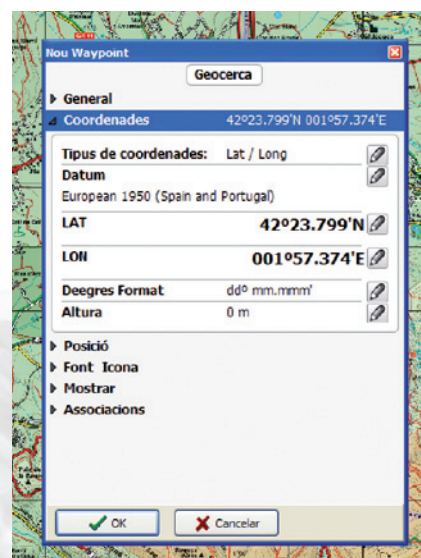 Nou Waypoint
Geocerca
General
Coordenades 42º23.799'N 001º57.374'E
Tipus de coordenades: Lat / Long
Datum
European 1950 (Spain and Portugal)
LAT 42º23.799'N
LON 001º57.374'E
Deegres Format ddº mm.mmm'
Altura 0 m
Posició
Font Icona
Mostrar
Associacions
OK Cancelar